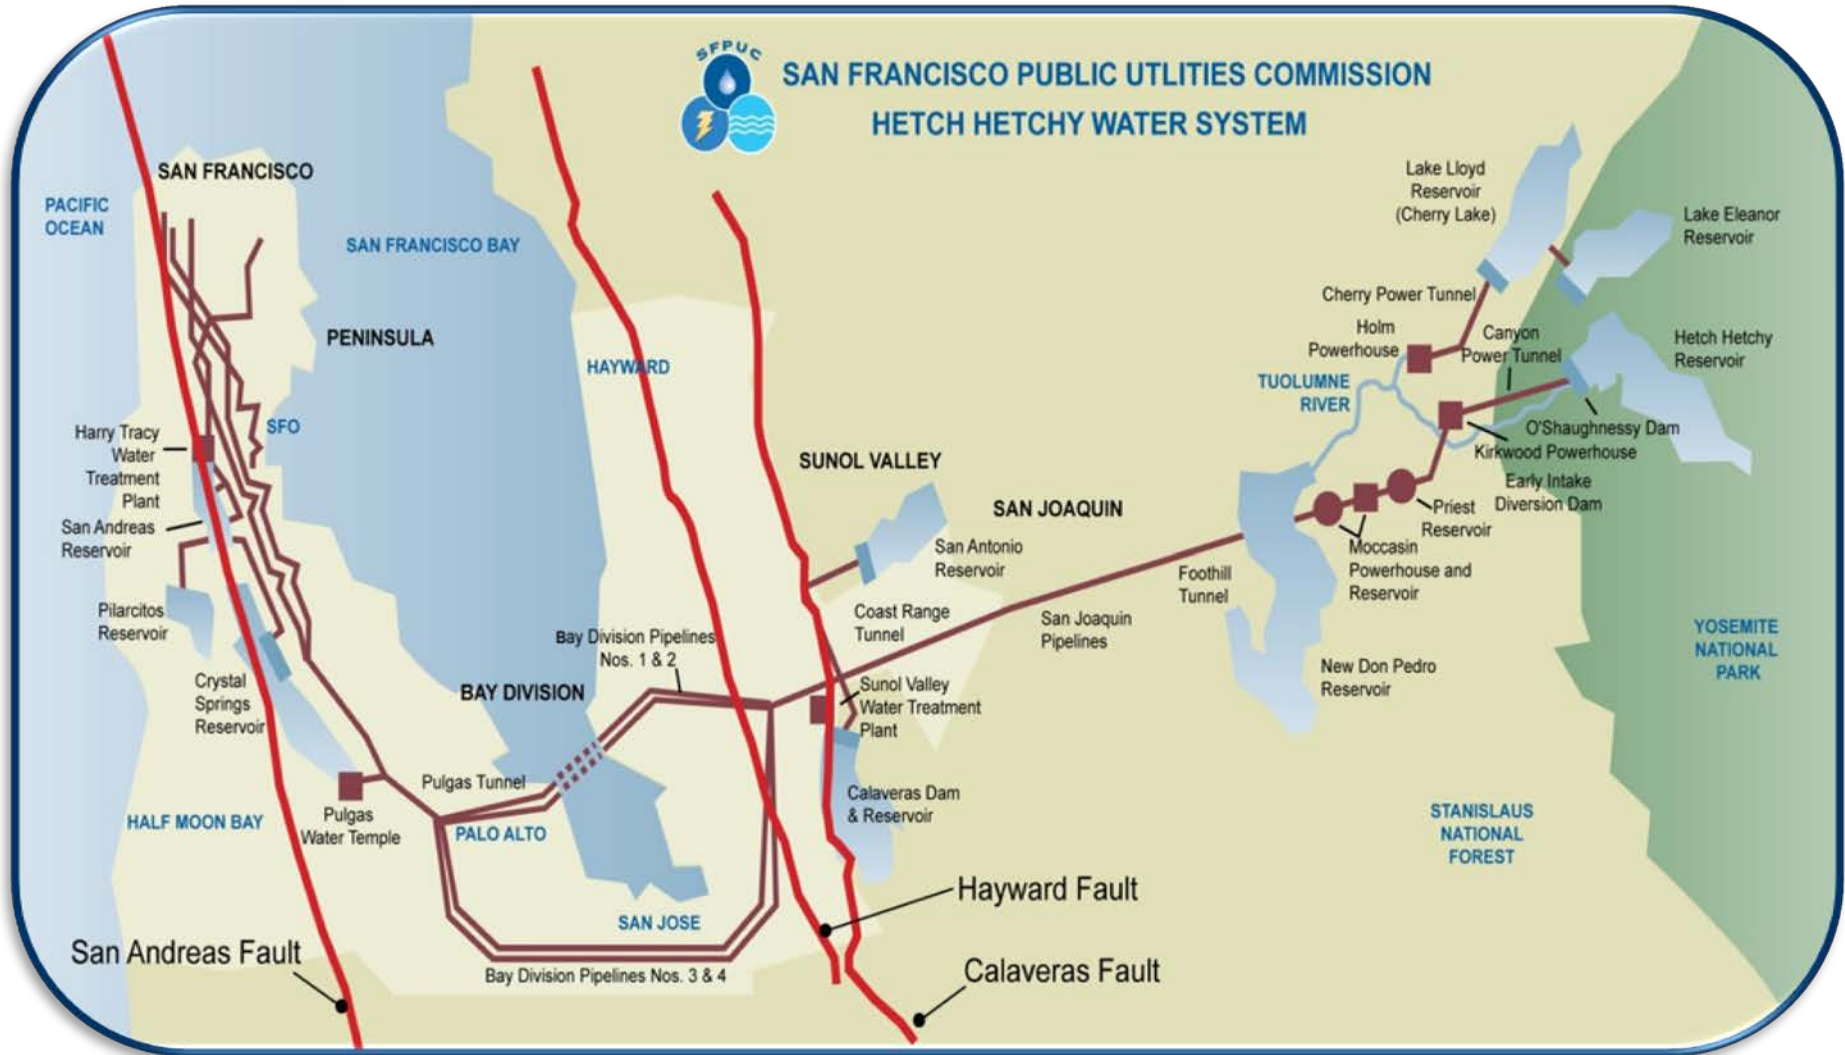 SFPUC
SAN FRANCISCO PUBLIC UTLITIES COMMISSION
HETCH HETCHY WATER SYSTEM
SAN FRANCISCO
PACIFIC
OCEAN
SAN FRANCISCO BAY
PENINSULA
HAYWARD
SFO
Harry Tracy
Water
Treatment
Plant
San Andreas
Reservoir
Pilarcitos
Reservoir
Crystal
Springs
Reservoir
HALF MOON BAY
Pulgas
Water Temple
Pulgas Tunnel
PALO ALTO
BAY DIVISION
Bay Division Pipelines
Nos. 1 & 2
SAN JOSE
Bay Division Pipelines Nos. 3 & 4
San Andreas Fault
Hayward Fault
Calaveras Fault
SUNOL VALLEY
San Antonio
Reservoir
Coast Range
Tunnel
Sunol Valley
Water Treatment
Plant
Calaveras Dam
& Reservoir
SAN JOAQUIN
San Joaquin
Pipelines
Foothill
Tunnel
New Don Pedro
Reservoir
Moccasin
Powerhouse and
Reservoir
Priest
Reservoir
Early Intake
Diversion Dam
Kirkwood Powerhouse
O'Shaughnessy Dam
TUOLUMNE
RIVER
Holm
Powerhouse
Canyon
Power Tunnel
Cherry Power Tunnel
Lake Lloyd
Reservoir
(Cherry Lake)
Lake Eleanor
Reservoir
Hetch Hetchy
Reservoir
YOSEMITE
NATIONAL
PARK
STANISLAUS
NATIONAL
FOREST